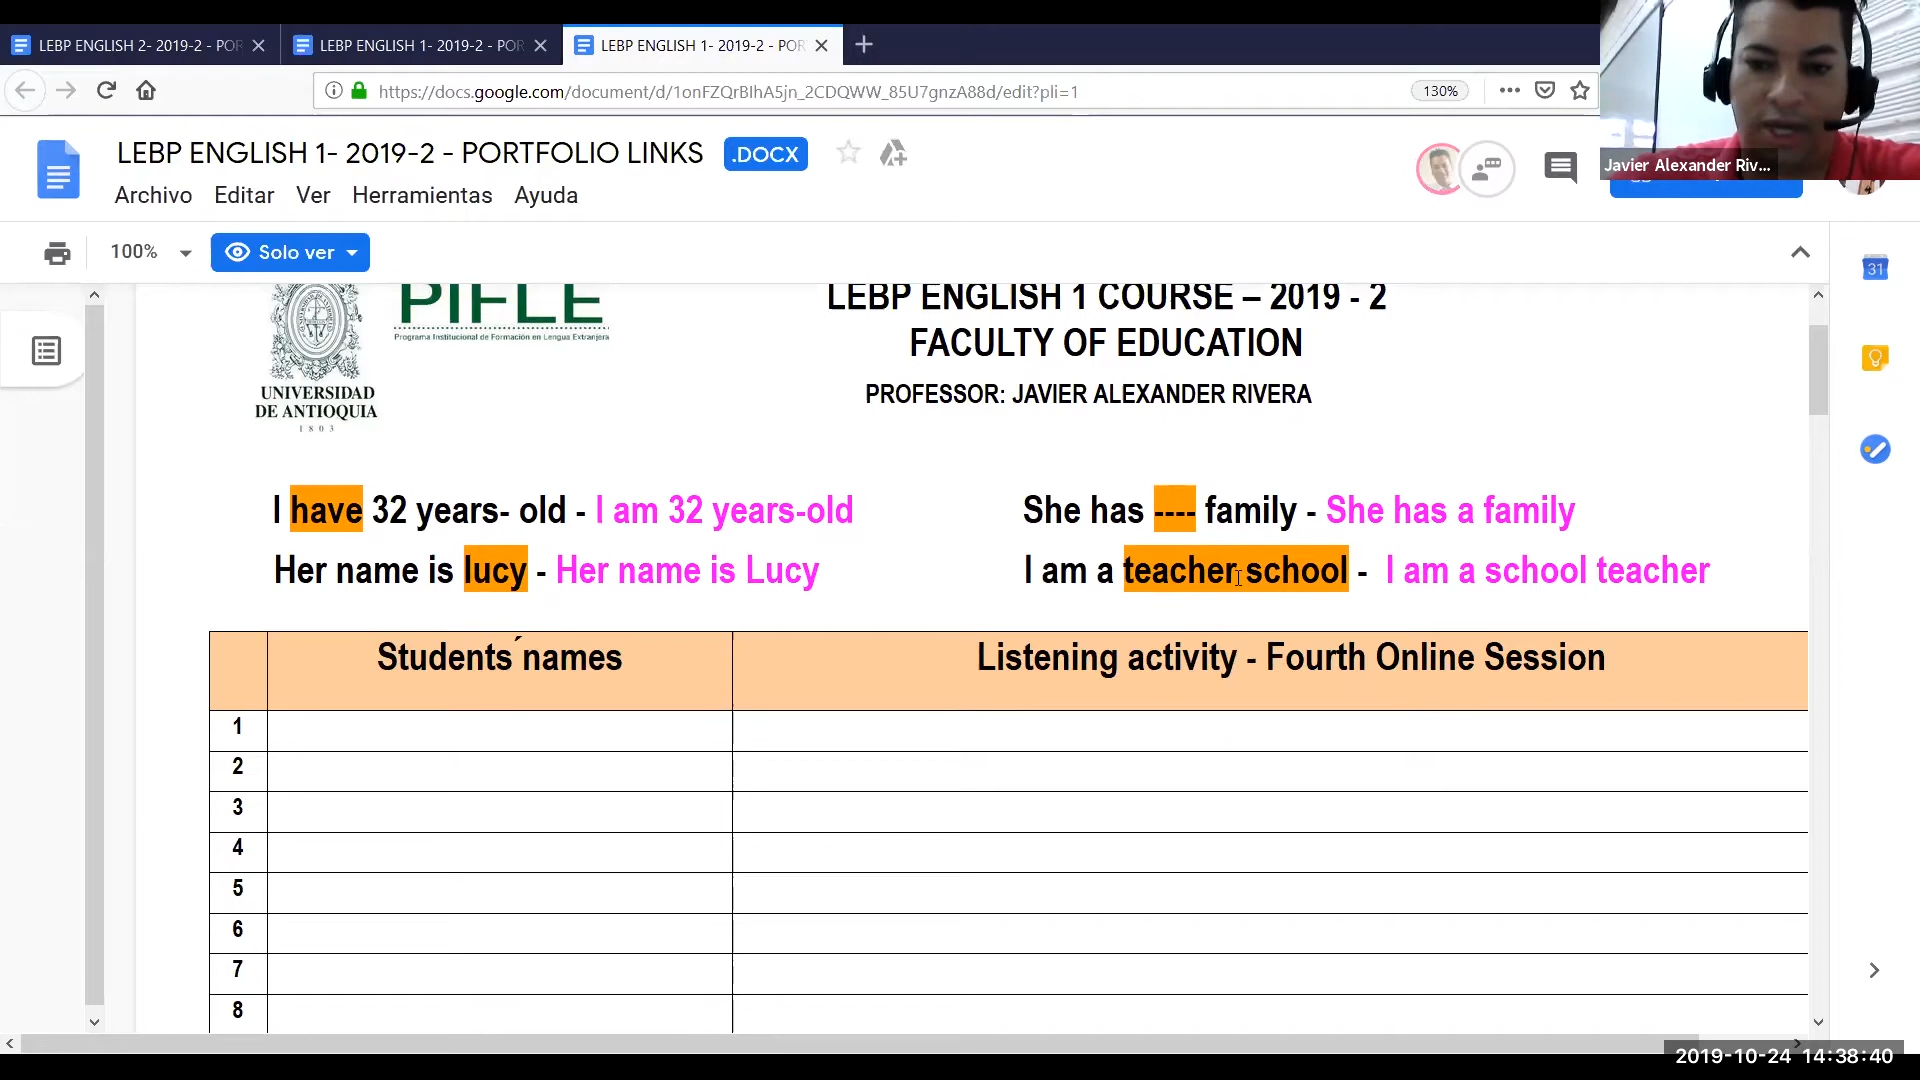 LEBP ENGLISH 2- 2019-2 - POR
LEBP ENGLISH 1- 2019-2 - POR
LEBP ENGLISH 1- 2019-2 - POR
https://docs.google.com/document/d/1onFZQrBIhA5jn_2CDQWW_85U7gnzA88d/edit?pli=1
130%
Javier Alexander Riv...
LEBP ENGLISH 1- 2019-2 - PORTFOLIO LINKS .DOCX
Archivo Editar Ver Herramientas Ayuda
100% Solo ver
31
PIFLE
Programa Institucional de Formación en Lengua Extranjera
UNIVERSIDAD
DE ANTIOQUIA
1803
LEBP ENGLISH 1 COURSE – 2019 - 2
FACULTY OF EDUCATION
PROFESSOR: JAVIER ALEXANDER RIVERA
I have 32 years- old - I am 32 years-old
She has ---- family - She has a family
Her name is lucy - Her name is Lucy
I am a teacher school - I am a school teacher
Students´names
Listening activity - Fourth Online Session
1
2
3
4
5
6
7
8
2019-10-24 14:38:40